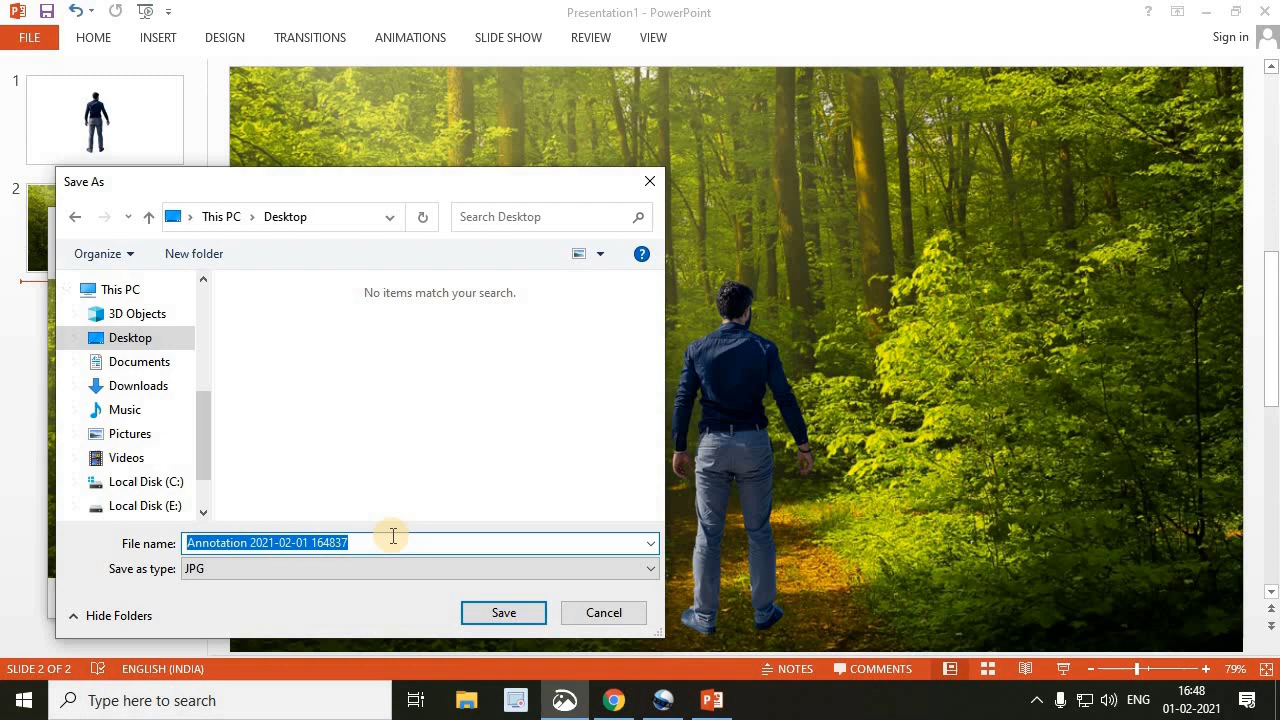 Presentation1 - PowerPoint
?
FILE
HOME
INSERT
DESIGN
TRANSITIONS
ANIMATIONS
SLIDE SHOW
REVIEW
VIEW
Sign in
1
2
Save As
This PC
Desktop
Search Desktop
Organize
New folder
?
No items match your search.
This PC
3D Objects
Desktop
Documents
Downloads
Music
Pictures
Videos
Local Disk (C:)
Local Disk (E:)
File name:
Annotation 2021-02-01 164837
Save as type:
JPG
Hide Folders
Save
Cancel
SLIDE 2 OF 2
ENGLISH (INDIA)
NOTES
COMMENTS
79%
Type here to search
ENG
16:48
01-02-2021